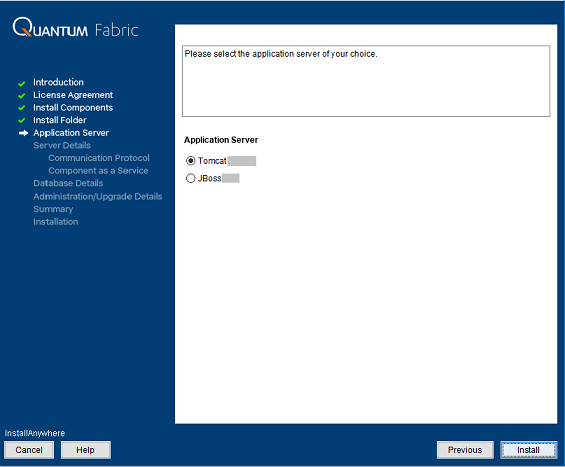 QUANTUM Fabric
Introduction
License Agreement
Install Components
Install Folder
Application Server
Server Details
Communication Protocol
Component as a Service
Database Details
Administration/Upgrade Details
Summary
Installation
Please select the application server of your choice.
Application Server
Tomcat
JBoss
InstallAnywhere
Cancel
Help
Previous
Install